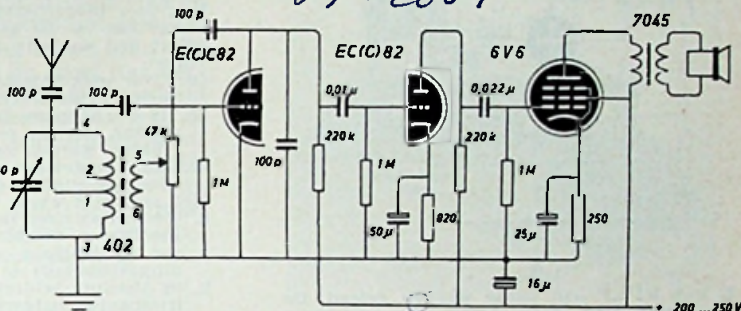 100 p
E(C)C82
EC(C)82
6V6
7045
100 p
100 p
0,01 µ
0,022 µ
4
47 k
220 k
220 k
2
5
1 M
100 p
1 M
1 M
1
6
50 µ
820
25 µ
250
3
402
16 µ
+ 200 ... 250 V